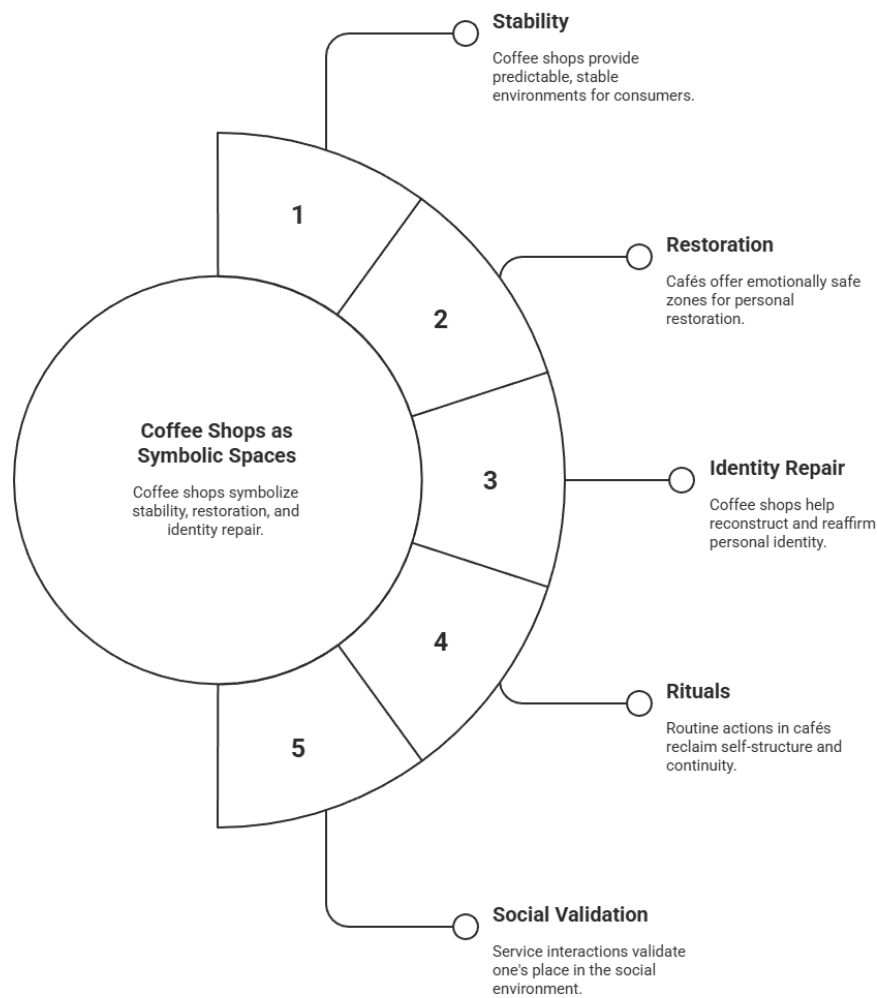 Stability
Coffee shops provide
predictable, stable
environments for consumers.
1
Restoration
Cafés offer emotionally safe
zones for personal
restoration.
2
Coffee Shops as
Symbolic Spaces
Coffee shops symbolize
stability, restoration, and
identity repair.
3
Identity Repair
Coffee shops help
reconstruct and reaffirm
personal identity.
4
Rituals
Routine actions in cafés
reclaim self-structure and
continuity.
5
Social Validation
Service interactions validate
one's place in the social
environment.